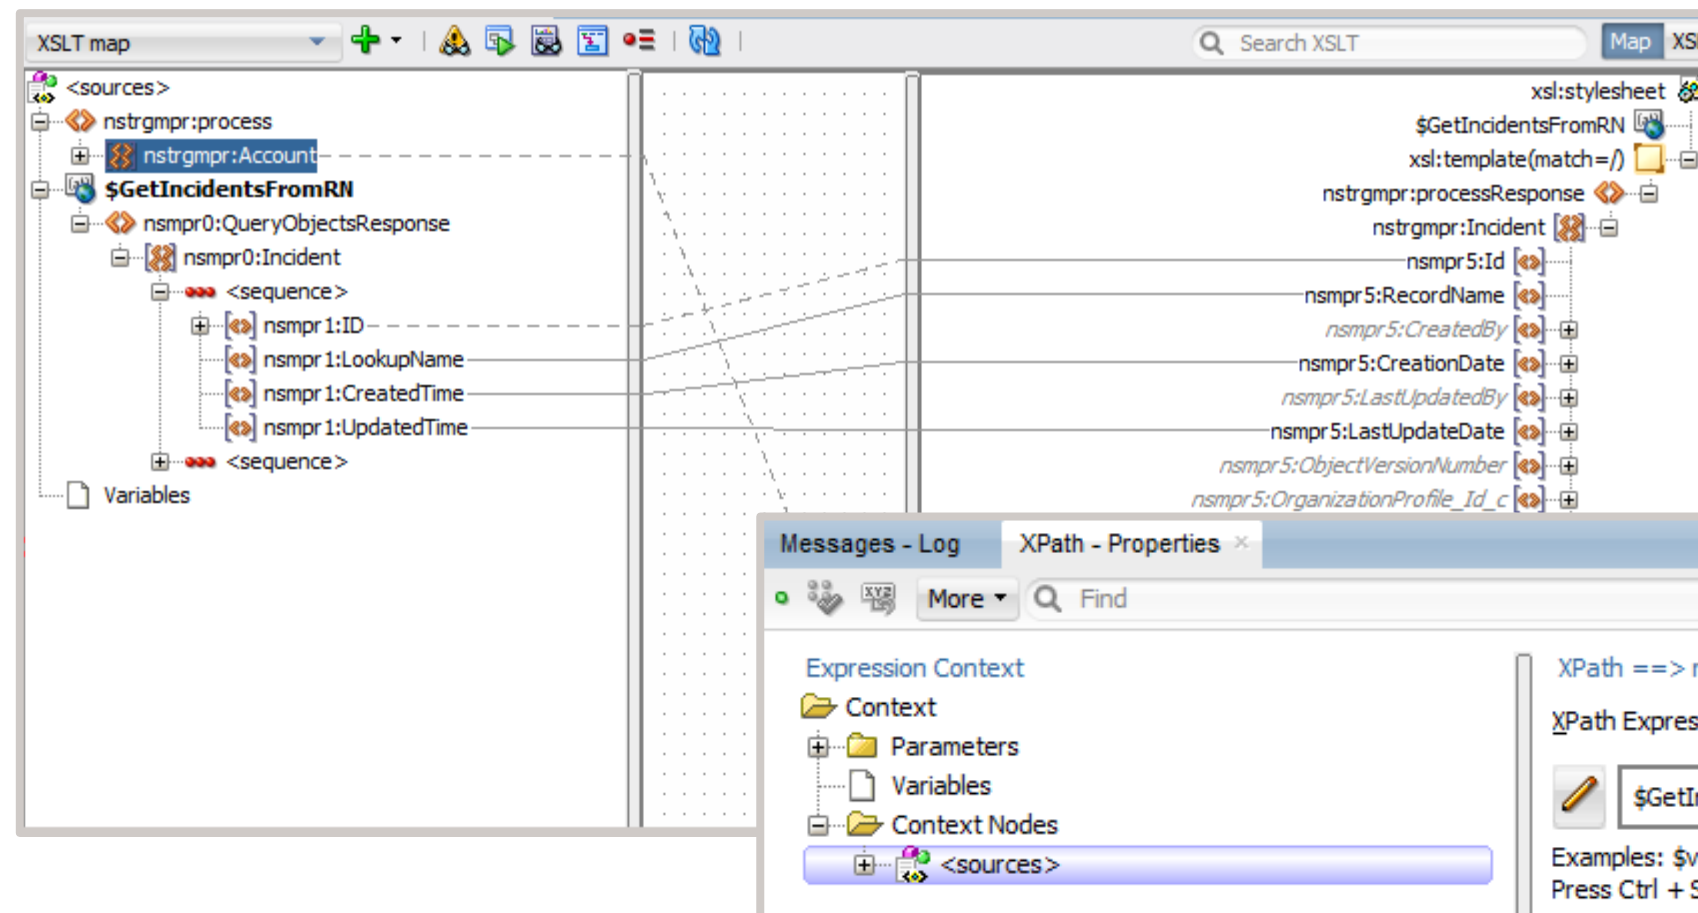 XSLT map
Search XSLT
Map
<sources>
nstrgmpr:process
nstrgmpr:Account
$GetIncidentsFromRN
nsmpr0:QueryObjectsResponse
nsmpr0:Incident
<sequence>
nsmpr1:ID
nsmpr1:LookupName
nsmpr1:CreatedTime
nsmpr1:UpdatedTime
<sequence>
Variables
xsl:stylesheet
$GetIncidentsFromRN
xsl:template(match=/)
nstrgmpr:processResponse
nstrgmpr:Incident
nsmpr5:Id
nsmpr5:RecordName
nsmpr5:CreatedBy
nsmpr5:CreationDate
nsmpr5:LastUpdatedBy
nsmpr5:LastUpdateDate
nsmpr5:ObjectVersionNumber
nsmpr5:OrganizationProfile_Id_c
Messages - Log
XPath - Properties
More
Find
Expression Context
Context
Parameters
Variables
Context Nodes
<sources>
XPath ==>
XPath Expres
$GetI
Examples: $v
Press Ctrl + S